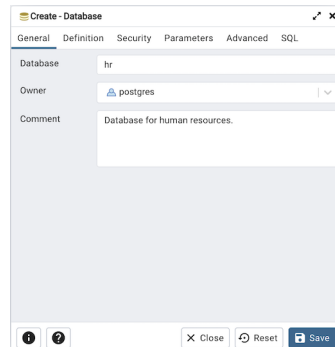 Create - Database
General Definition Security Parameters Advanced SQL
Database hr
Owner postgres
Comment Database for human resources.
Close Reset Save